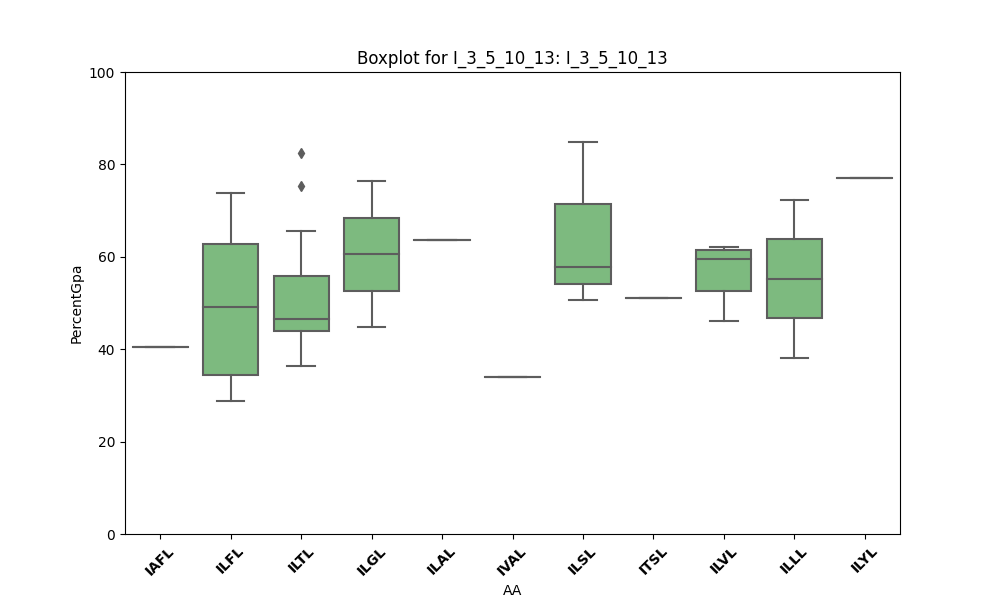 Boxplot for I_3_5_10_13: I_3_5_10_13
100
80
60
40
20
0
PercentGpa
IAFL
ILFL
ILTL
ILGL
ILAL
IVAL
ILSL
ITSL
ILVL
ILLL
ILYL
AA